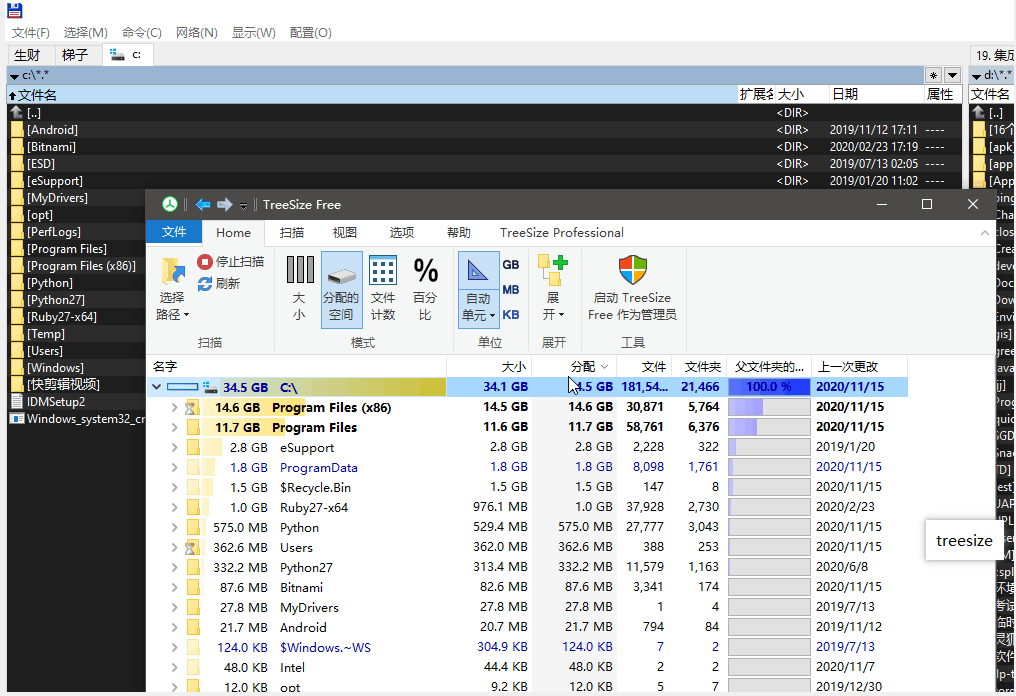 文件(F) 选择(M) 命令(C) 网络(N) 显示(W) 配置(O)
生财 梯子 c: 19. 集成
c:\*.* * d:\*.*
文件名 扩展名 大小 日期 属性 文件名
[..] <DIR> [..]
[Android] <DIR> 2019/11/12 17:11 ---- [16个
[Bitnami] <DIR> 2020/02/23 17:19 ---- [apk]
[ESD] <DIR> 2019/07/13 02:05 ---- [app
[eSupport] <DIR> 2019/01/20 11:02 ---- [App
[MyDrivers]
[opt]
[PerfLogs]
[Program Files]
[Program Files (x86)]
[Python]
[Python27]
[Ruby27-x64]
[Temp]
[Users]
[Windows]
[快剪辑视频]
IDMSetup2
Windows_system32_cr
TreeSize Free
文件 Home 扫描 视图 选项 帮助 TreeSize Professional
选择路径 停止扫描 刷新
扫描
大小 分配的空间 文件计数 % 百分比
模式
自动单元 GB MB KB
单位
展开
展开
启动 TreeSize Free 作为管理员
工具
名字 大小 分配 文件 文件夹 父文件夹的... 上一次更改
34.5 GB C:\ 34.1 GB 4.5 GB 181,54... 21,466 100.0 % 2020/11/15
14.6 GB Program Files (x86) 14.5 GB 14.6 GB 30,871 5,764 2020/11/15
11.7 GB Program Files 11.6 GB 11.7 GB 58,761 6,376 2020/11/15
2.8 GB eSupport 2.8 GB 2.8 GB 2,228 322 2019/1/20
1.8 GB ProgramData 1.8 GB 1.8 GB 8,098 1,761 2020/11/15
1.5 GB $Recycle.Bin 1.5 GB 1.5 GB 147 8 2020/11/15
1.0 GB Ruby27-x64 976.1 MB 1.0 GB 37,928 2,730 2020/2/23
575.0 MB Python 529.4 MB 575.0 MB 27,777 3,043 2020/11/15
362.6 MB Users 362.0 MB 362.6 MB 388 253 2020/11/15
332.2 MB Python27 313.4 MB 332.2 MB 11,579 1,163 2020/6/8
87.6 MB Bitnami 82.6 MB 87.6 MB 3,341 174 2020/11/15
27.8 MB MyDrivers 27.8 MB 27.8 MB 1 4 2019/7/13
21.7 MB Android 20.7 MB 21.7 MB 794 84 2019/11/12
124.0 KB $Windows.~WS 304.9 KB 124.0 KB 7 2 2019/7/13
48.0 KB Intel 44.4 KB 48.0 KB 2 2 2020/11/7
12.0 KB opt 9.2 KB 12.0 KB 5 7 2019/12/30
treesize